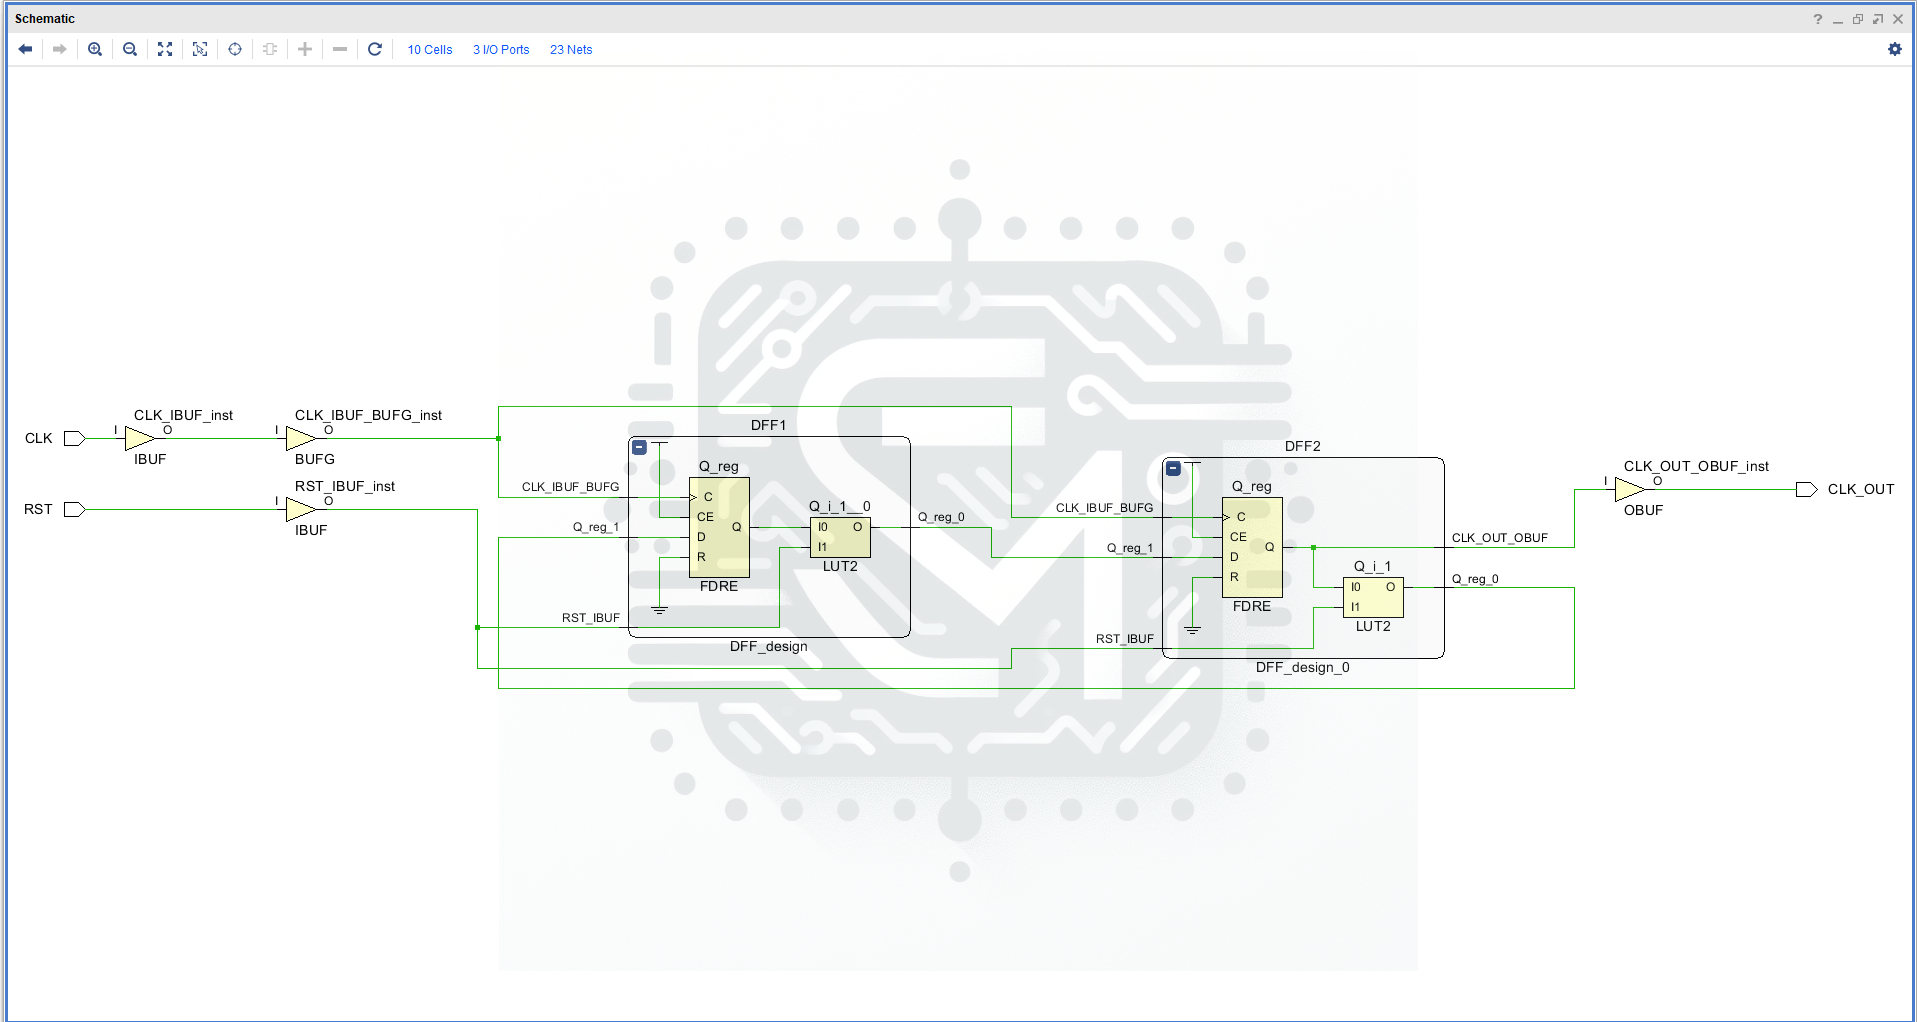 Schematic
10 Cells 3 I/O Ports 23 Nets
CLK
I
O
CLK_IBUF_inst
IBUF
I
O
CLK_IBUF_BUFG_inst
BUFG
RST
I
O
RST_IBUF_inst
IBUF
DFF1
CLK_IBUF_BUFG
Q_reg_1
RST_IBUF
Q_reg
C
CE
D
R
Q
FDRE
Q_i_1__0
I0 O
I1
LUT2
Q_reg_0
DFF_design
DFF2
CLK_IBUF_BUFG
Q_reg_1
RST_IBUF
Q_reg
C
CE
D
R
Q
FDRE
Q_i_1
I0 O
I1
LUT2
CLK_OUT_OBUF
Q_reg_0
DFF_design_0
CLK_OUT_OBUF_inst
I
O
OBUF
CLK_OUT